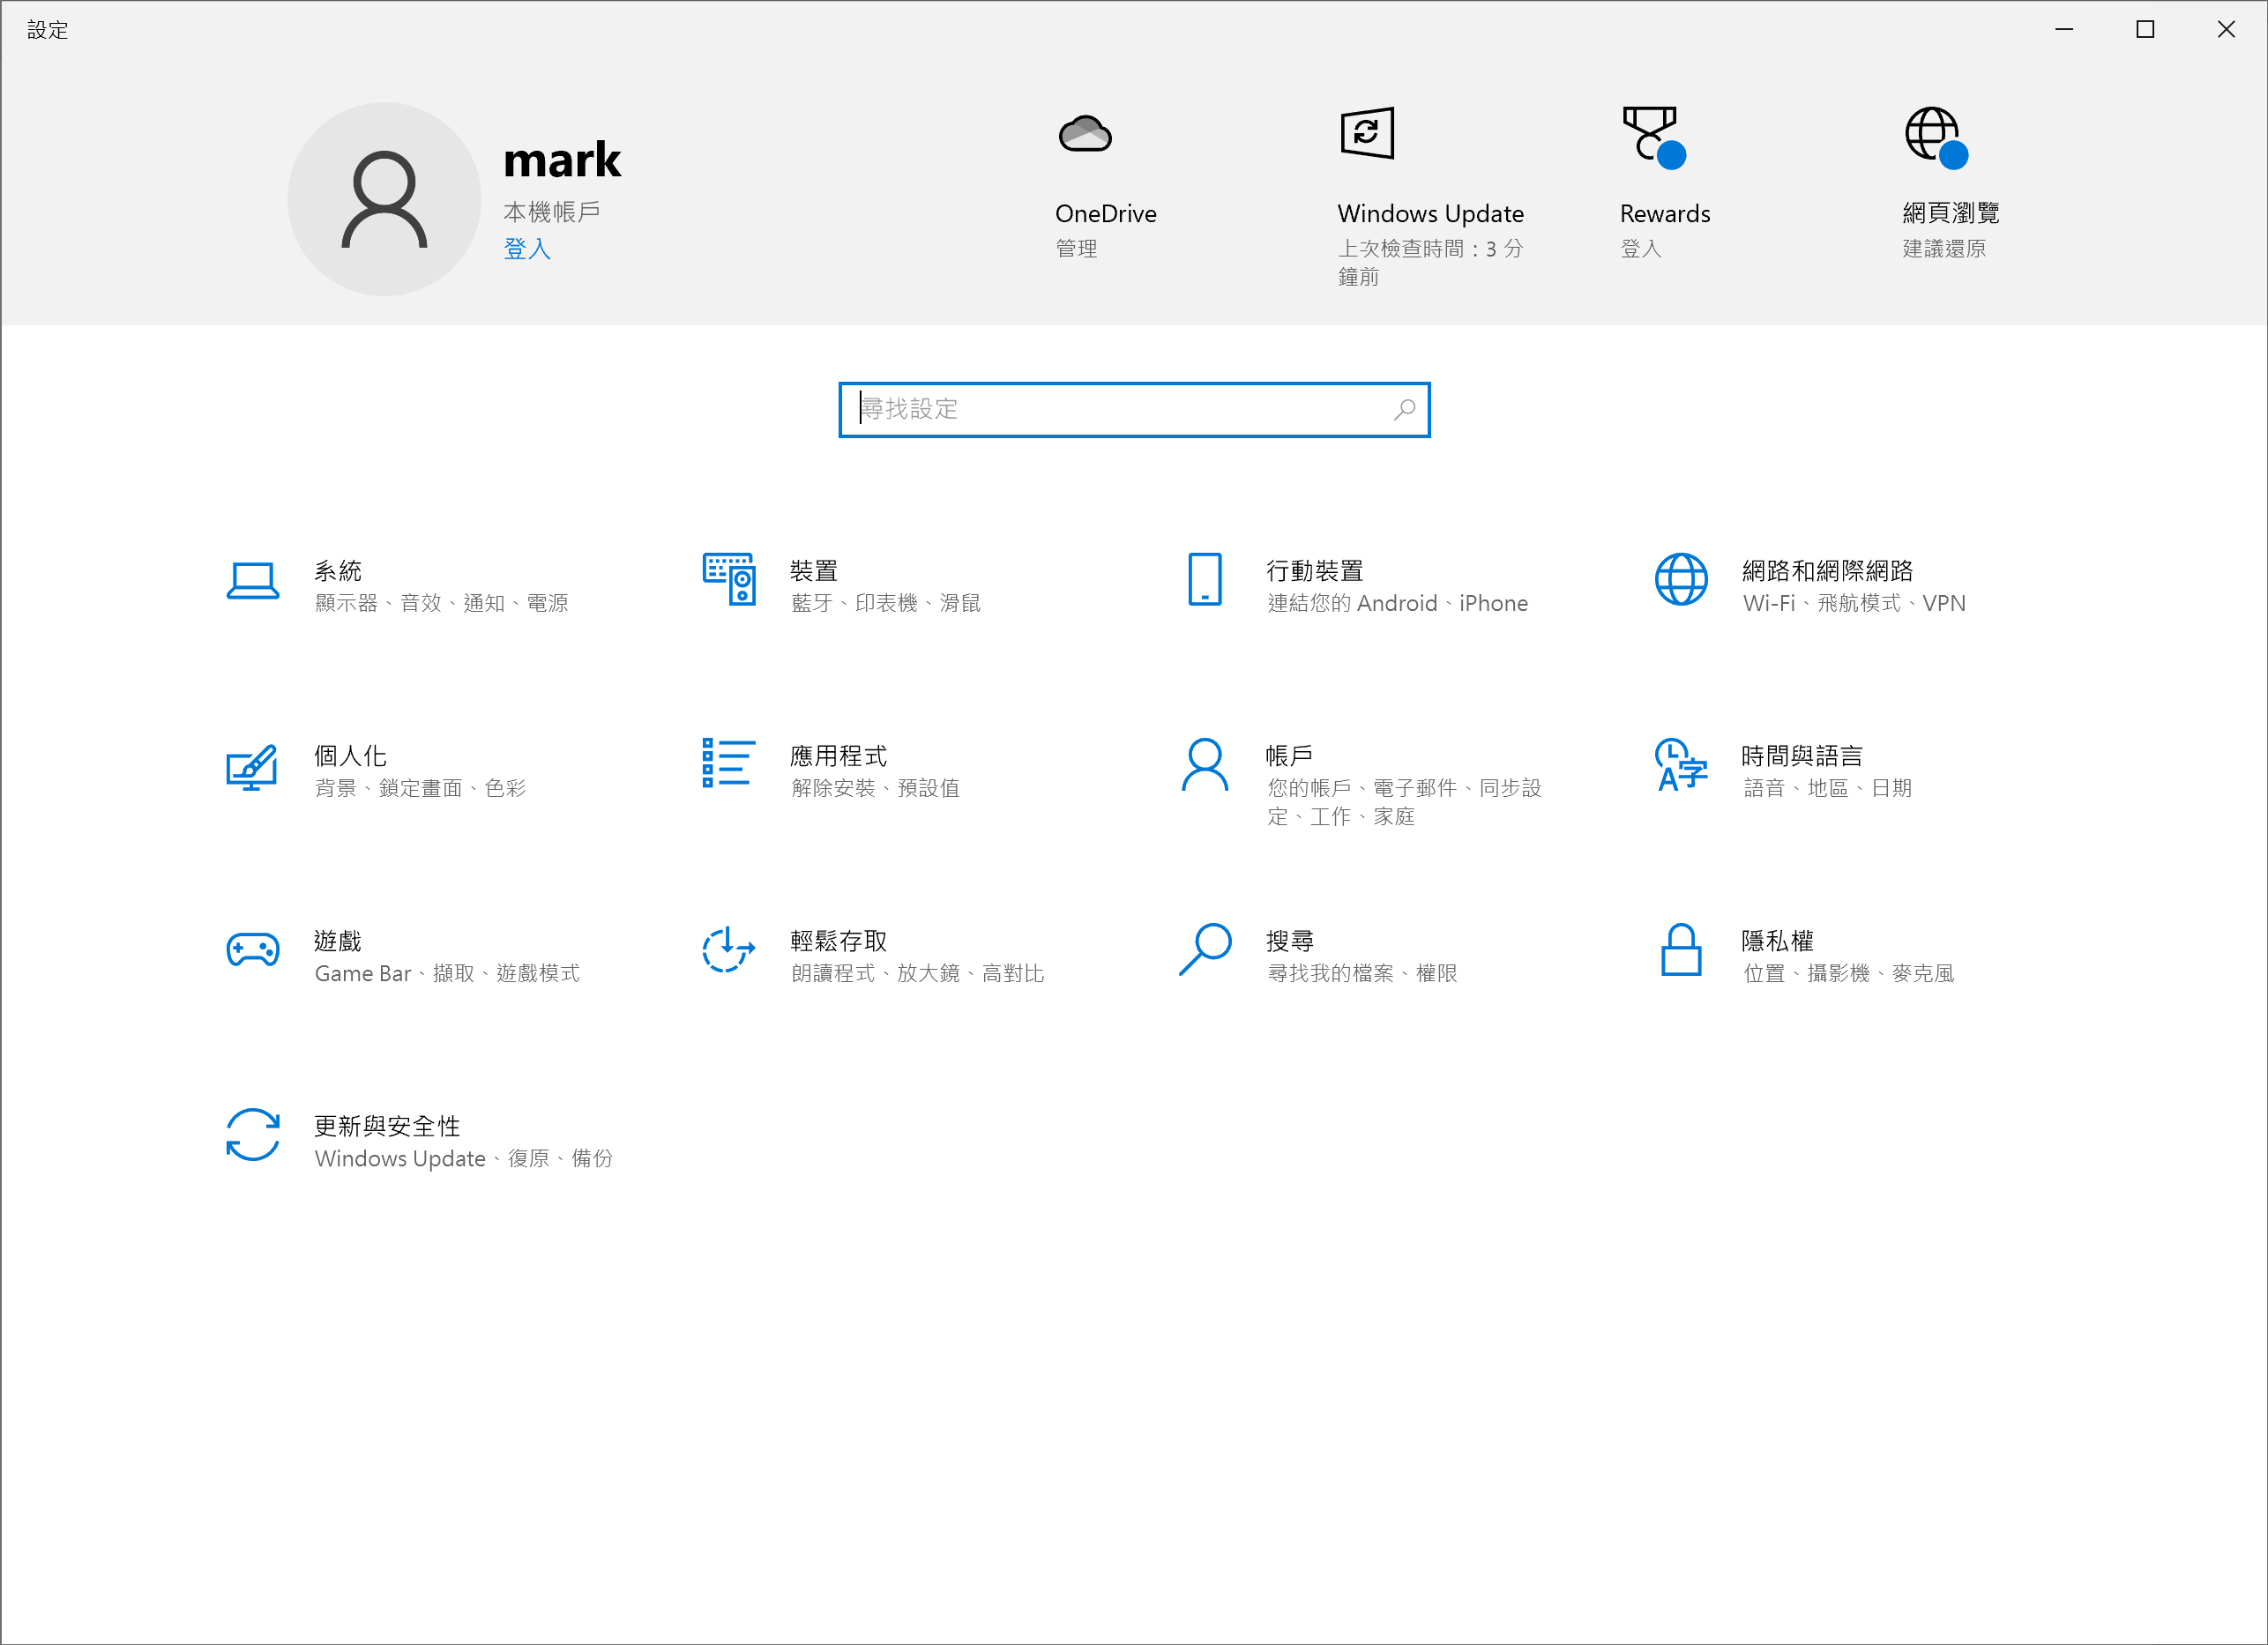 設定
mark
本機帳戶
登入
OneDrive
管理
Windows Update
上次檢查時間：3 分
鐘前
Rewards
登入
網頁瀏覽
建議還原
尋找設定
系統
顯示器、音效、通知、電源
裝置
藍牙、印表機、滑鼠
行動裝置
連結您的 Android、iPhone
網路和網際網路
Wi-Fi、飛航模式、VPN
個人化
背景、鎖定畫面、色彩
應用程式
解除安裝、預設值
帳戶
您的帳戶、電子郵件、同步設
定、工作、家庭
時間與語言
語音、地區、日期
遊戲
Game Bar、擷取、遊戲模式
輕鬆存取
朗讀程式、放大鏡、高對比
搜尋
尋找我的檔案、權限
隱私權
位置、攝影機、麥克風
更新與安全性
Windows Update、復原、備份